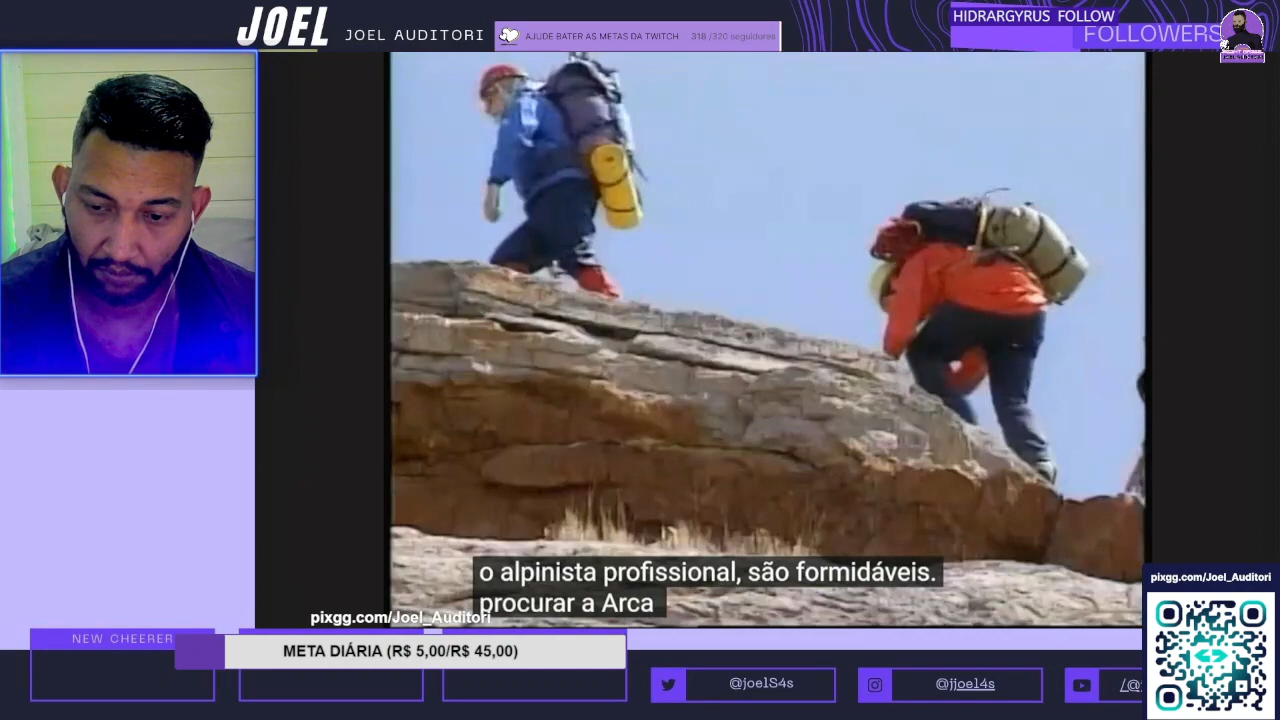 JOEL
JOEL AUDITORI
AJUDE BATER AS METAS DA TWITCH 318 /320 seguidores
HIDRARGYRUS FOLLOW
FOLLOWERS
o alpinista profissional, são formidáveis.
procurar a Arca
pixgg.com/Joel_Auditori
pixgg.com/Joel_Auditori
NEW CHEERER
META DIÁRIA (R$ 5,00/R$ 45,00)
@joelS4s
@jjoel4s
/@j